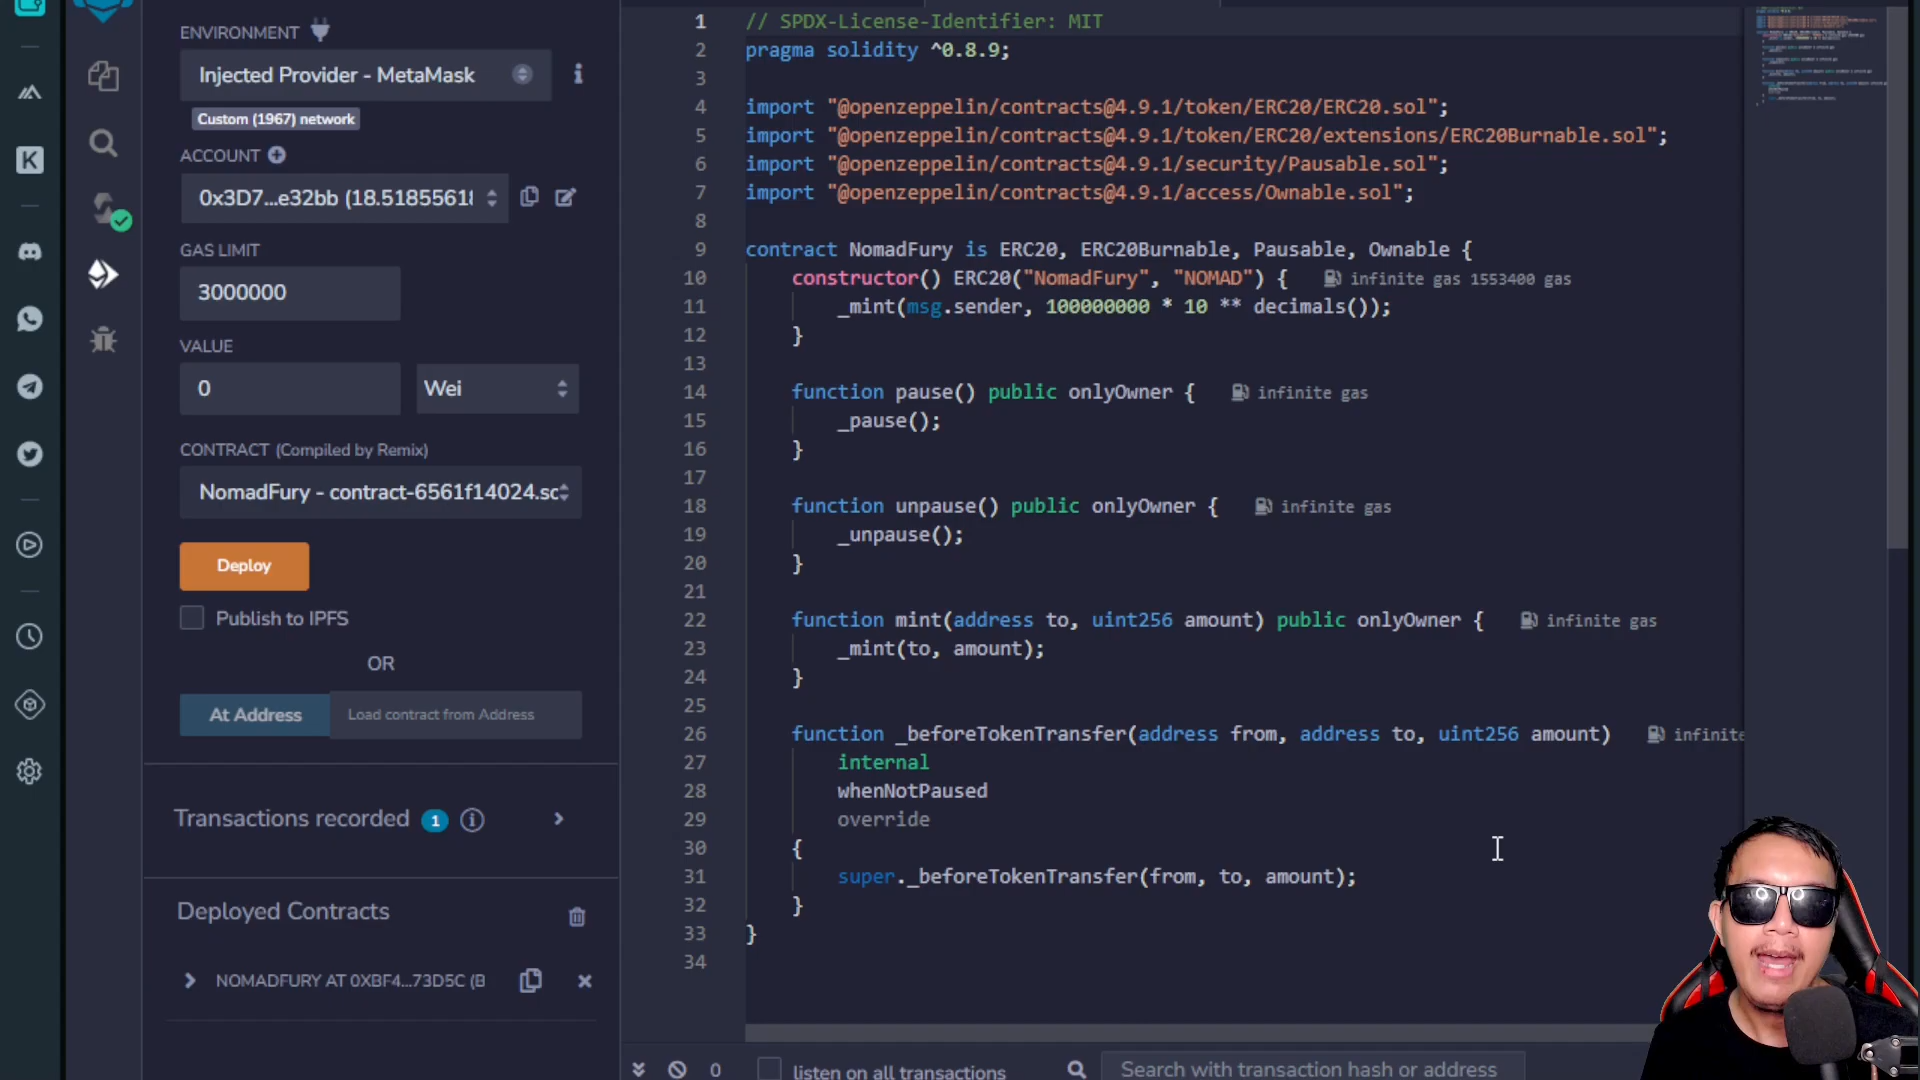 ENVIRONMENT
Injected Provider - MetaMask
Custom (1967) network
ACCOUNT
0x3D7...e32bb (18.51855618
GAS LIMIT
3000000
VALUE
0
Wei
CONTRACT (Compiled by Remix)
NomadFury - contract-6561f14024.sc
Deploy
Publish to IPFS
OR
At Address
Load contract from Address
Transactions recorded 1
Deployed Contracts
NOMADFURY AT 0XBF4...73D5C (B
K
1 // SPDX-License-Identifier: MIT
2 pragma solidity ^0.8.9;
3
4 import "@openzeppelin/contracts@4.9.1/token/ERC20/ERC20.sol";
5 import "@openzeppelin/contracts@4.9.1/token/ERC20/extensions/ERC20Burnable.sol";
6 import "@openzeppelin/contracts@4.9.1/security/Pausable.sol";
7 import "@openzeppelin/contracts@4.9.1/access/Ownable.sol";
8
9 contract NomadFury is ERC20, ERC20Burnable, Pausable, Ownable {
10 constructor() ERC20("NomadFury", "NOMAD") { infinite gas 1553400 gas
11 _mint(msg.sender, 100000000 * 10 ** decimals());
12 }
13
14 function pause() public onlyOwner { infinite gas
15 _pause();
16 }
17
18 function unpause() public onlyOwner { infinite gas
19 _unpause();
20 }
21
22 function mint(address to, uint256 amount) public onlyOwner { infinite gas
23 _mint(to, amount);
24 }
25
26 function _beforeTokenTransfer(address from, address to, uint256 amount) infinite
27 internal
28 whenNotPaused
29 override
30 {
31 super._beforeTokenTransfer(from, to, amount);
32 }
33 }
34
0 listen on all transactions Search with transaction hash or address